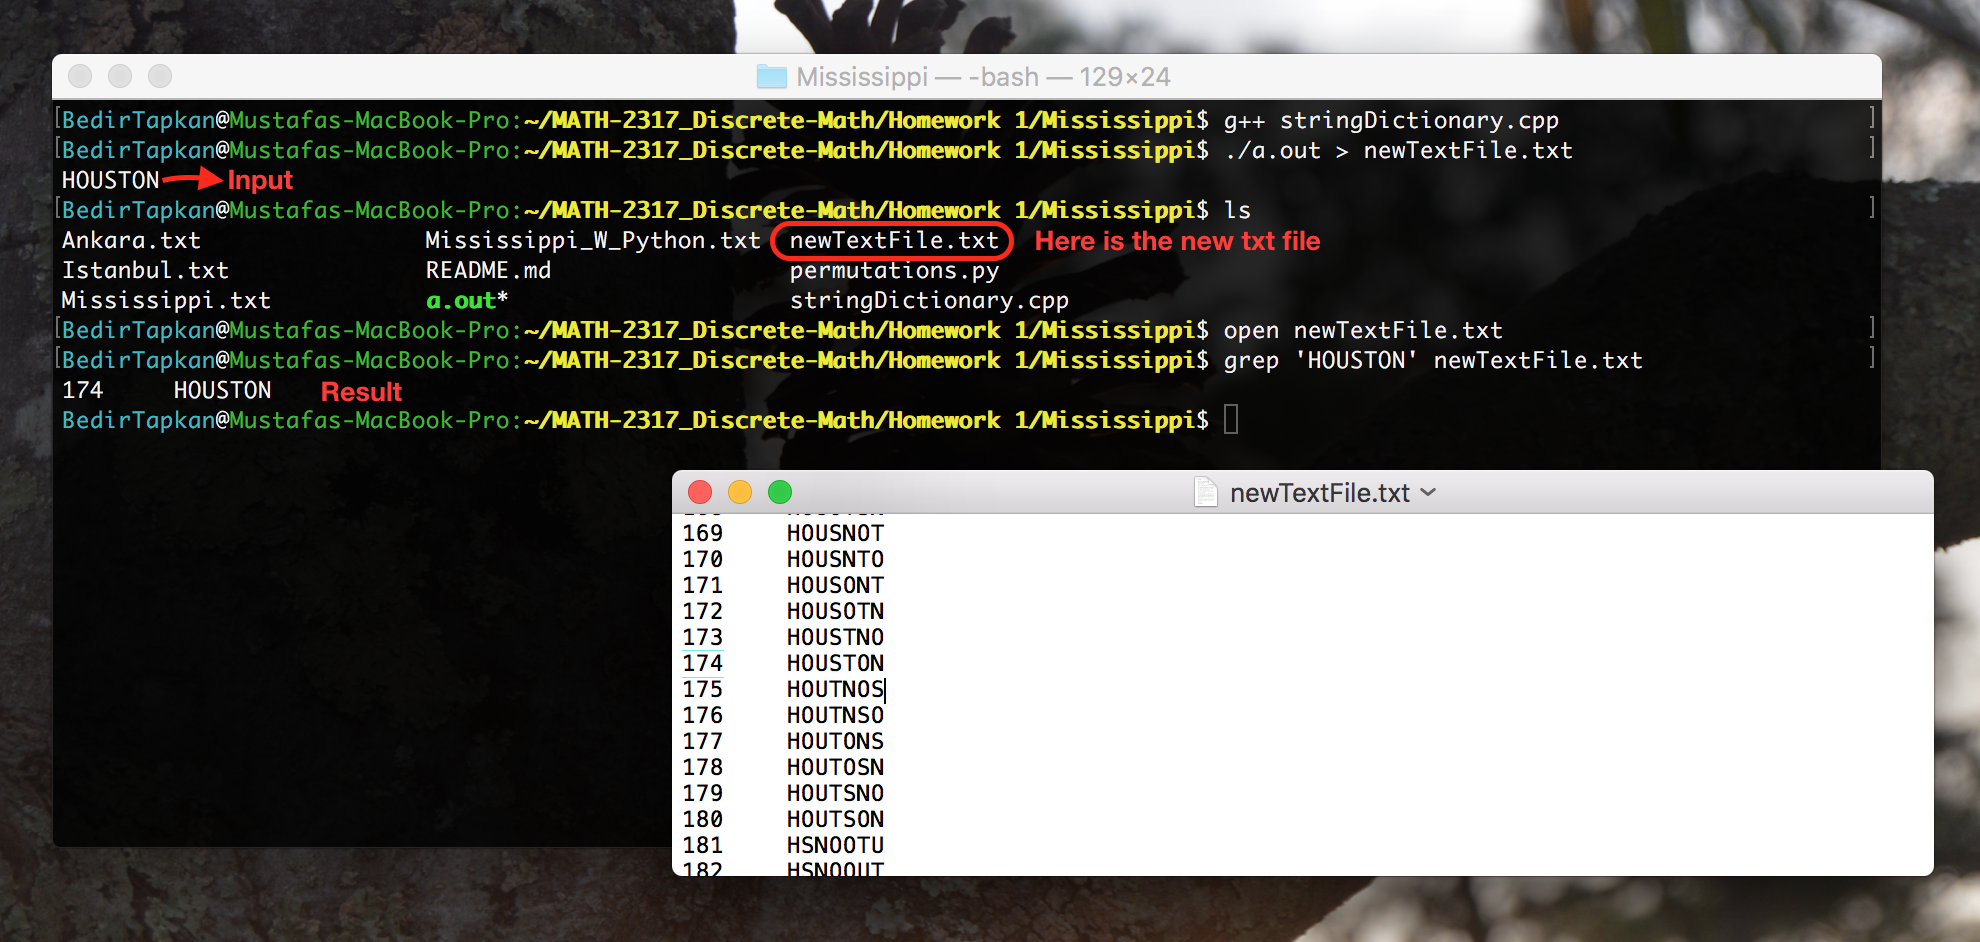 Mississippi — -bash — 129×24
BedirTapkan@Mustafas-MacBook-Pro:~/MATH-2317_Discrete-Math/Homework 1/Mississippi$ g++ stringDictionary.cpp
BedirTapkan@Mustafas-MacBook-Pro:~/MATH-2317_Discrete-Math/Homework 1/Mississippi$ ./a.out > newTextFile.txt
HOUSTON Input
BedirTapkan@Mustafas-MacBook-Pro:~/MATH-2317_Discrete-Math/Homework 1/Mississippi$ ls
Ankara.txt Mississippi_W_Python.txt newTextFile.txt Here is the new txt file
Istanbul.txt README.md permutations.py
Mississippi.txt a.out* stringDictionary.cpp
BedirTapkan@Mustafas-MacBook-Pro:~/MATH-2317_Discrete-Math/Homework 1/Mississippi$ open newTextFile.txt
BedirTapkan@Mustafas-MacBook-Pro:~/MATH-2317_Discrete-Math/Homework 1/Mississippi$ grep 'HOUSTON' newTextFile.txt
174 HOUSTON Result
BedirTapkan@Mustafas-MacBook-Pro:~/MATH-2317_Discrete-Math/Homework 1/Mississippi$
newTextFile.txt
169 HOUSNOT
170 HOUSNTO
171 HOUSONT
172 HOUSOTN
173 HOUSTNO
174 HOUSTON
175 HOUTNOS
176 HOUTNSO
177 HOUTONS
178 HOUTOSN
179 HOUTSNO
180 HOUTSON
181 HSNOOTU
182 HSNOOUT